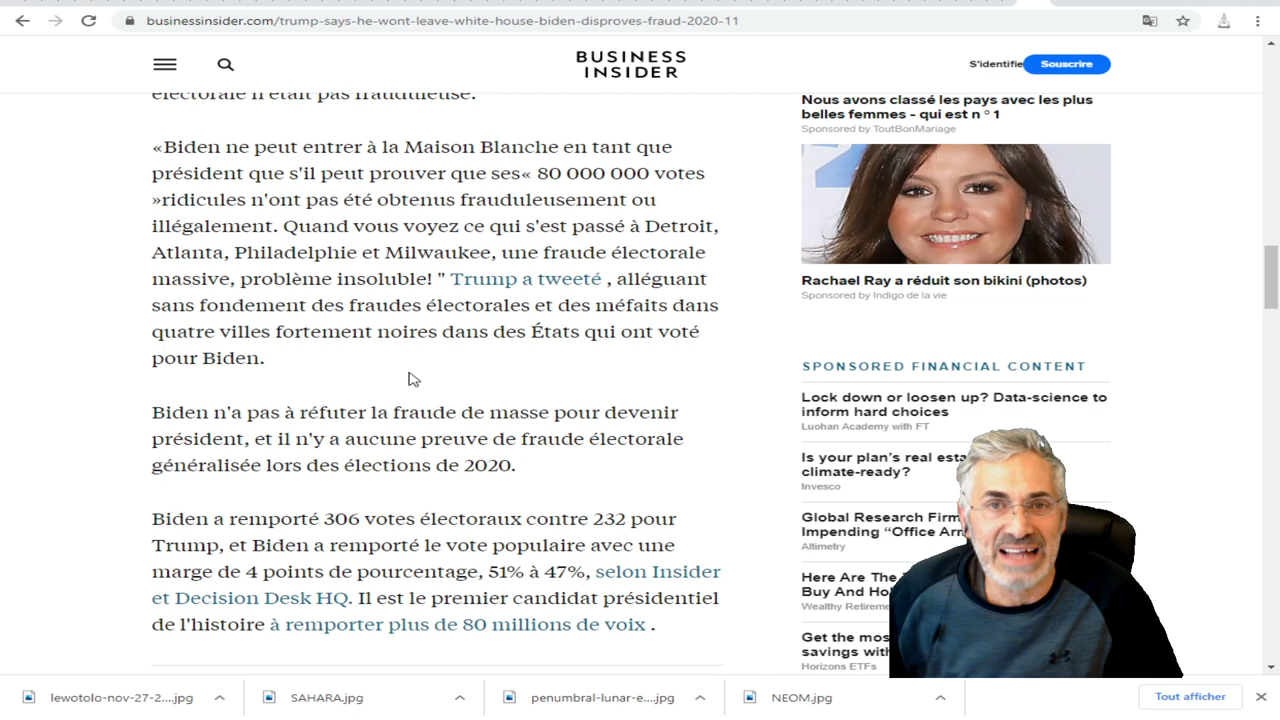 businessinsider.com/trump-says-he-wont-leave-white-house-biden-disproves-fraud-2020-11
BUSINESS
INSIDER
S'identifie
Souscrire
électorale n'était pas frauduleuse.
«Biden ne peut entrer à la Maison Blanche en tant que
président que s'il peut prouver que ses« 80 000 000 votes
»ridicules n'ont pas été obtenus frauduleusement ou
illégalement. Quand vous voyez ce qui s'est passé à Detroit,
Atlanta, Philadelphie et Milwaukee, une fraude électorale
massive, problème insoluble! " Trump a tweeté , alléguant
sans fondement des fraudes électorales et des méfaits dans
quatre villes fortement noires dans des États qui ont voté
pour Biden.
Biden n'a pas à réfuter la fraude de masse pour devenir
président, et il n'y a aucune preuve de fraude électorale
généralisée lors des élections de 2020.
Biden a remporté 306 votes électoraux contre 232 pour
Trump, et Biden a remporté le vote populaire avec une
marge de 4 points de pourcentage, 51% à 47%, selon Insider
et Decision Desk HQ. Il est le premier candidat présidentiel
de l'histoire à remporter plus de 80 millions de voix .
Nous avons classé les pays avec les plus
belles femmes - qui est n ° 1
Sponsored by ToutBonMariage
Rachael Ray a réduit son bikini (photos)
Sponsored by Indigo de la vie
SPONSORED FINANCIAL CONTENT
Lock down or loosen up? Data-science to
inform hard choices
Luohan Academy with FT
Is your plan's real esta
climate-ready?
Invesco
Global Research Firm
Impending “Office Arm
Altimetry
Here Are The
Buy And Ho
Wealthy Retireme
Get the mos
savings with
Horizons ETFs
lewotolo-nov-27-2....jpg
SAHARA.jpg
penumbral-lunar-e....jpg
NEOM.jpg
Tout afficher